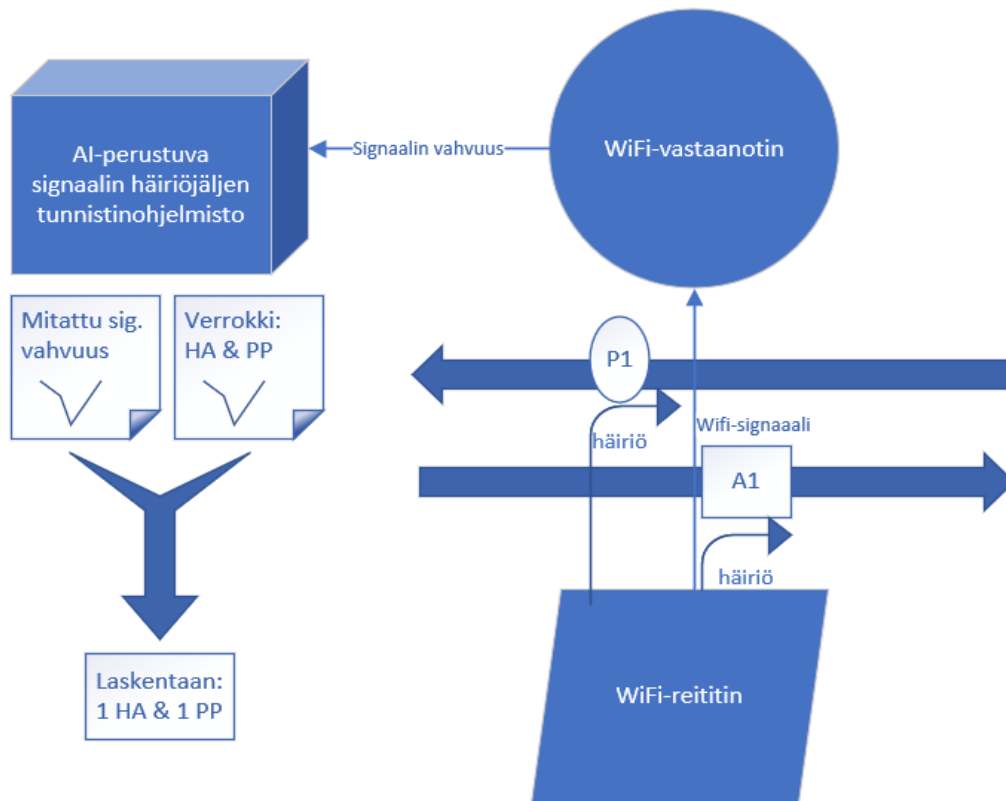 AI-perustuva
signaalin häiriöjäljen
tunnistinohjelmisto
Signaalin vahvuus
WiFi-vastaanotin
Mitattu sig.
vahvuus
Verrokki:
HA & PP
P1
häiriö
Wifi-signaaali
A1
häiriö
Laskentaan:
1 HA & 1 PP
WiFi-reititin